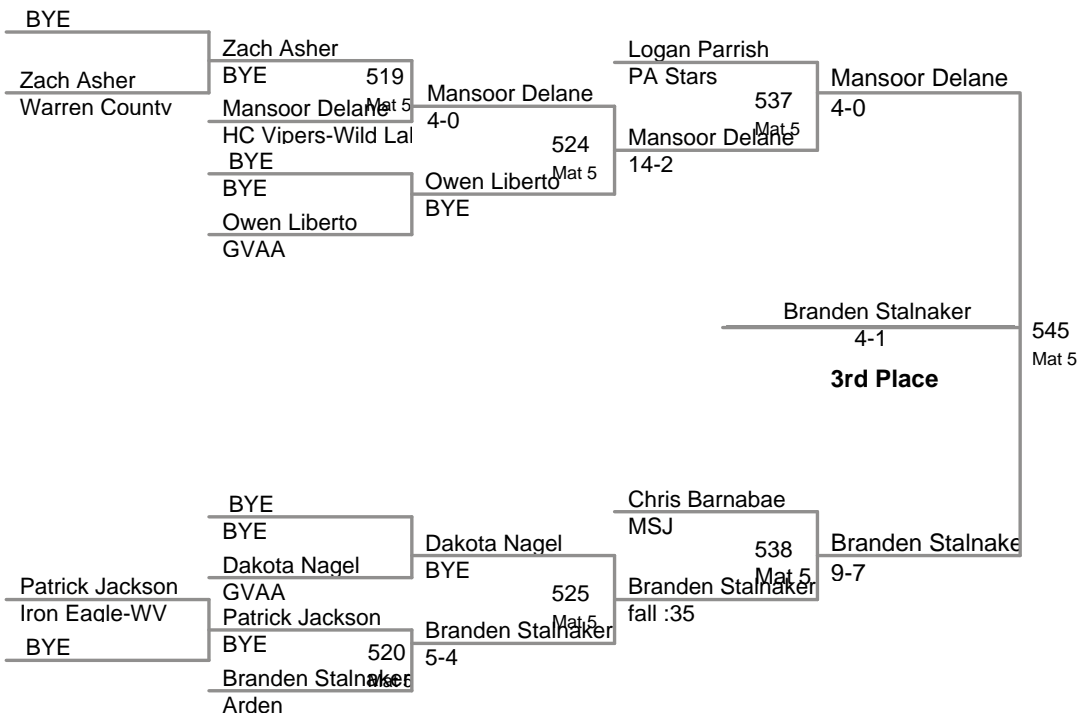 BYE
Zach Asher
Warren County
Zach Asher
BYE
519
Mat 5
Mansoor Delane
HC Vipers-Wild Lal
BYE
BYE
Owen Liberto
GVAA
Mansoor Delane
4-0
524
Mat 5
Owen Liberto
BYE
Logan Parrish
PA Stars
537
Mat 5
Mansoor Delane
14-2
Mansoor Delane
4-0
Branden Stalnaker
4-1
3rd Place
545
Mat 5
BYE
BYE
Dakota Nagel
GVAA
Patrick Jackson
Iron Eagle-WV
BYE
Patrick Jackson
BYE
520
Mat 5
Branden Stalnaker
Arden
Dakota Nagel
BYE
525
Mat 5
Branden Stalnaker
5-4
Chris Barnabae
MSJ
538
Mat 5
Branden Stalnaker
fall :35
Branden Stalnake
9-7